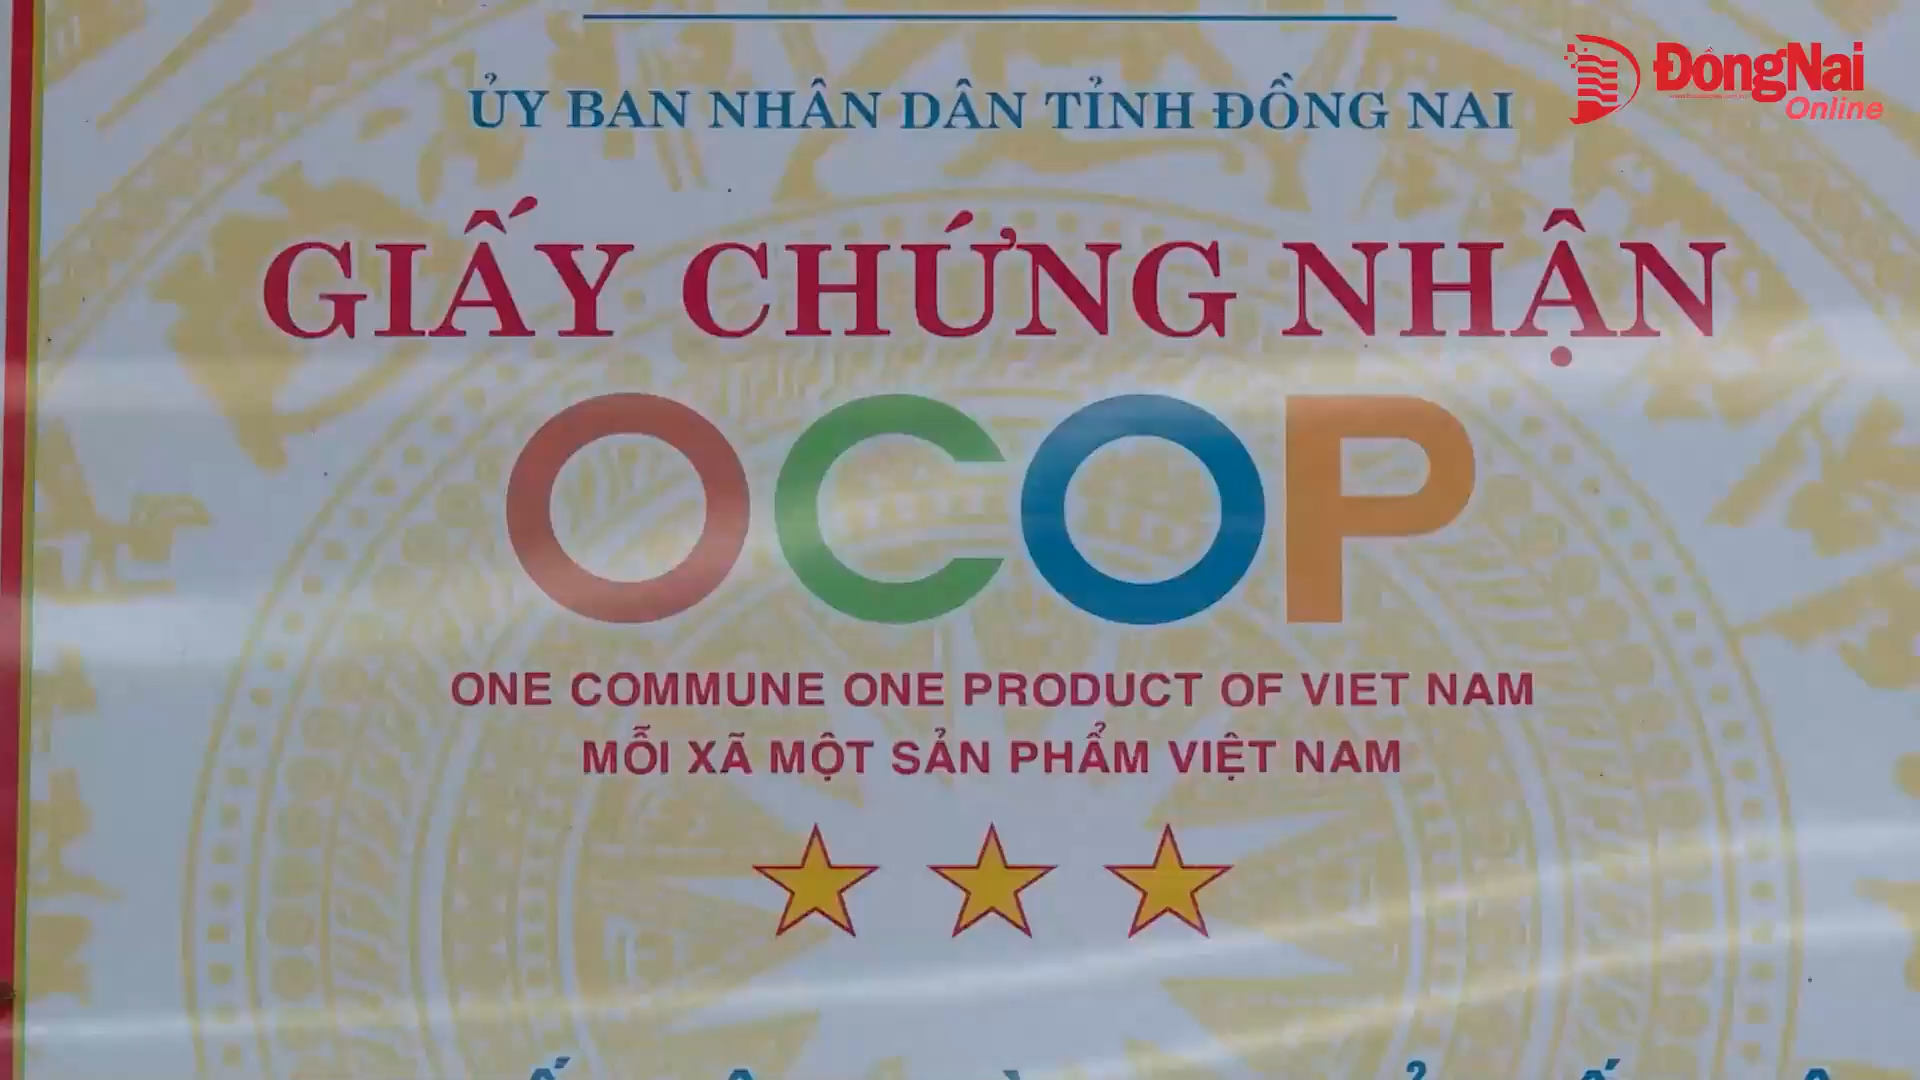 ĐồngNai
Online
ỦY BAN NHÂN DÂN TỈNH ĐỒNG NAI
GIẤY CHỨNG NHẬN
OCOP
ONE COMMUNE ONE PRODUCT OF VIET NAM
MỖI XÃ MỘT SẢN PHẨM VIỆT NAM